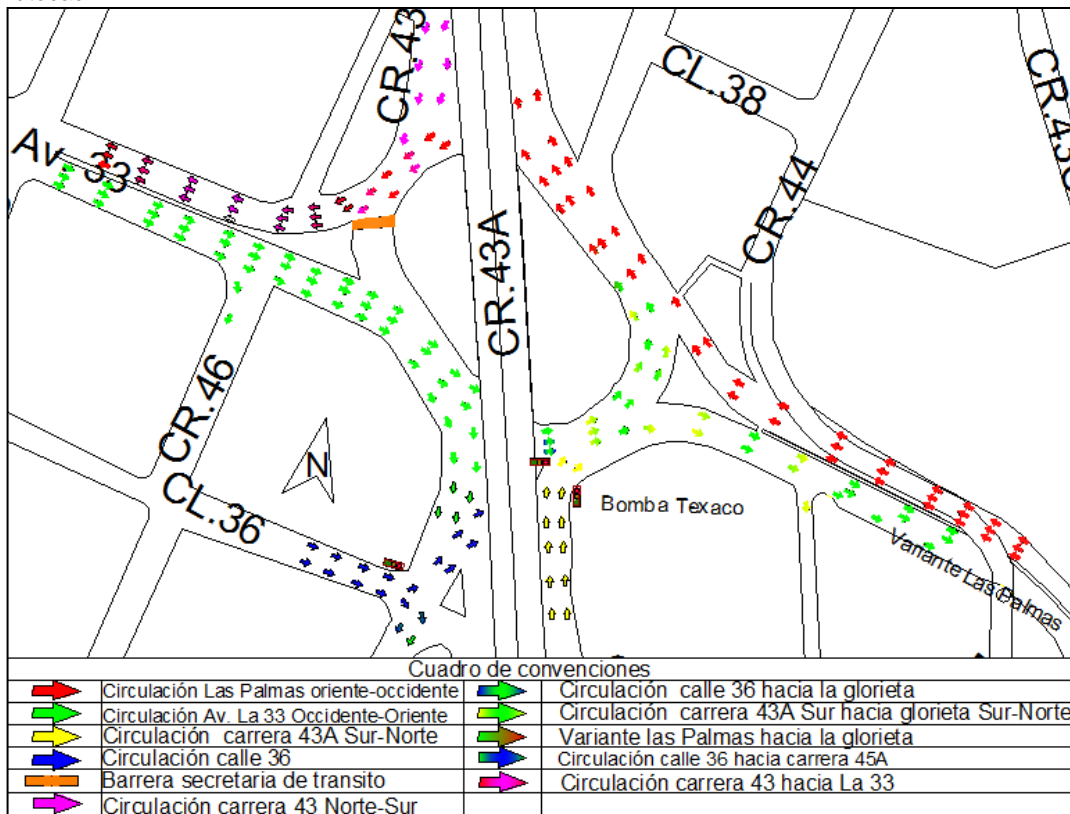 CR.43
CL.38
CR.43C
Av. 33
CR.44
CR.43A
CR.46
N
CL.36
Bomba Texaco
Variante Las Palmas
Cuadro de convenciones
Circulación Las Palmas oriente-occidente
Circulación calle 36 hacia la glorieta
Circulación Av. La 33 Occidente-Oriente
Circulación carrera 43A Sur hacia glorieta Sur-Norte
Circulación carrera 43A Sur-Norte
Variante las Palmas hacia la glorieta
Circulación calle 36
Circulación calle 36 hacia carrera 45A
Barrera secretaria de transito
Circulación carrera 43 hacia La 33
Circulación carrera 43 Norte-Sur